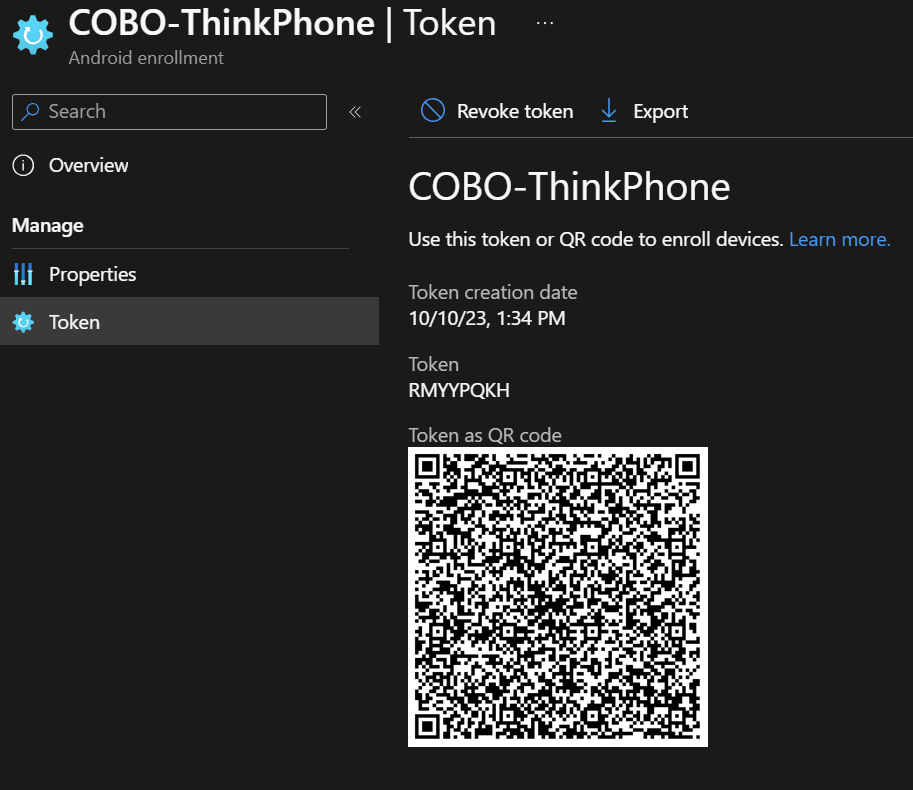 COBO-ThinkPhone | Token ...
Android enrollment
Search «
Overview
Manage
Properties
Token
Revoke token Export
COBO-ThinkPhone
Use this token or QR code to enroll devices. Learn more.
Token creation date
10/10/23, 1:34 PM
Token
RMYYPQKH
Token as QR code